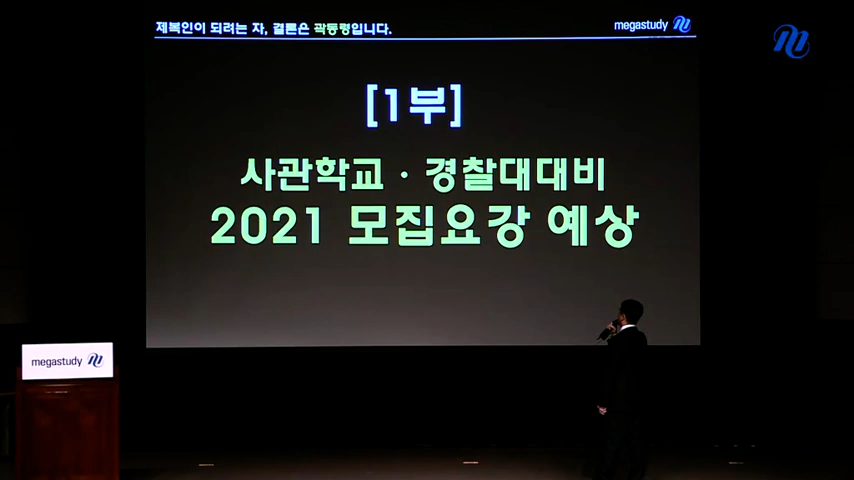 제복인이 되려는 자, 결론은 곽동령입니다.
megastudy
[1부]
사관학교 · 경찰대대비
2021 모집요강 예상
megastudy